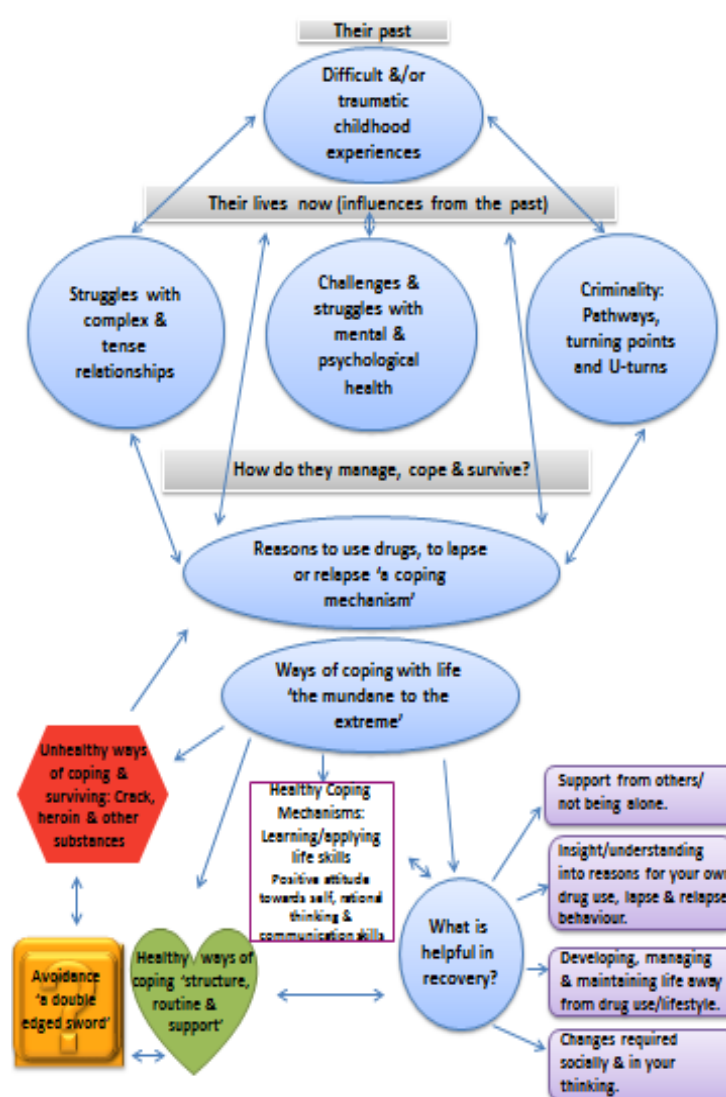 Their past
Difficult &/or
traumatic
childhood
experiences
Their lives now (influences from the past)
Struggles with
complex &
tense
relationships
Challenges &
struggles with
mental &
psychological
health
Criminality:
Pathways,
turning points
and U-turns
How do they manage, cope & survive?
Reasons to use drugs, to lapse
or relapse ‘a coping
mechanism’
Ways of coping with life
‘the mundane to the
extreme’
Unhealthy ways
of coping &
surviving: Crack,
heroin & other
substances
Healthy Coping
Mechanisms:
Learning/applying
life skills
Positive attitude
towards self, rational
thinking &
communication skills
Support from others/
not being alone.
Insight/understanding
into reasons for your own
drug use, lapse & relapse
behaviour.
What is
helpful in
recovery?
Avoidance
‘a double
edged sword’
Healthy ways of
coping ‘structure,
routine &
support’
Developing, managing
& maintaining life away
from drug use/lifestyle.
Changes required
socially & in your
thinking.